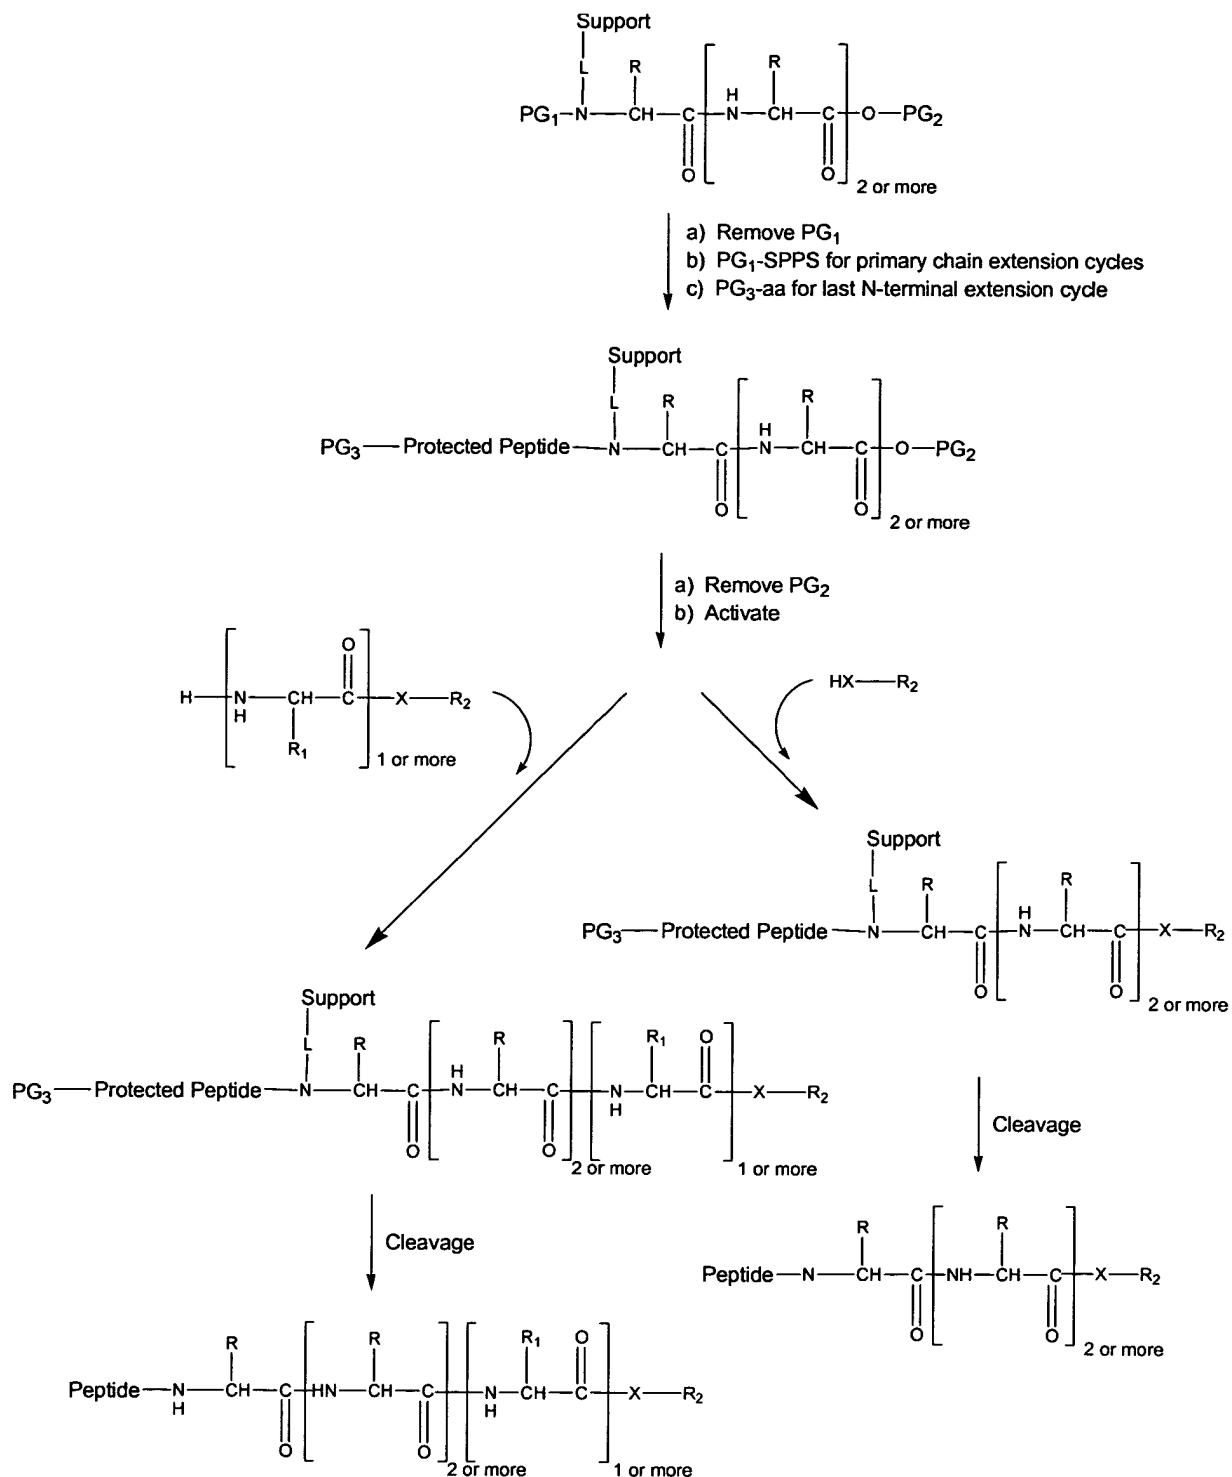 Support
L R R
H
PG1—N—CH—C—N—CH—C—O—PG2
O O
2 or more
a) Remove PG1
b) PG1-SPPS for primary chain extension cycles
c) PG3-aa for last N-terminal extension cycle
Support
L R R
H
PG3—Protected Peptide—N—CH—C—N—CH—C—O—PG2
O O
2 or more
a) Remove PG2
b) Activate
O
H—N—CH—C—X—R2
H
R1
1 or more
HX—R2
Support
L R R
H
PG3—Protected Peptide—N—CH—C—N—CH—C—X—R2
O O
2 or more
Support
L R R R1 O
H
PG3—Protected Peptide—N—CH—C—N—CH—C—N—CH—C—X—R2
H
O O
2 or more 1 or more
Cleavage
Cleavage
R R
Peptide—N—CH—C—NH—CH—C—X—R2
O O
2 or more
R R R1 O
Peptide—N—CH—C—HN—CH—C—N—CH—C—X—R2
H H
O O
2 or more 1 or more